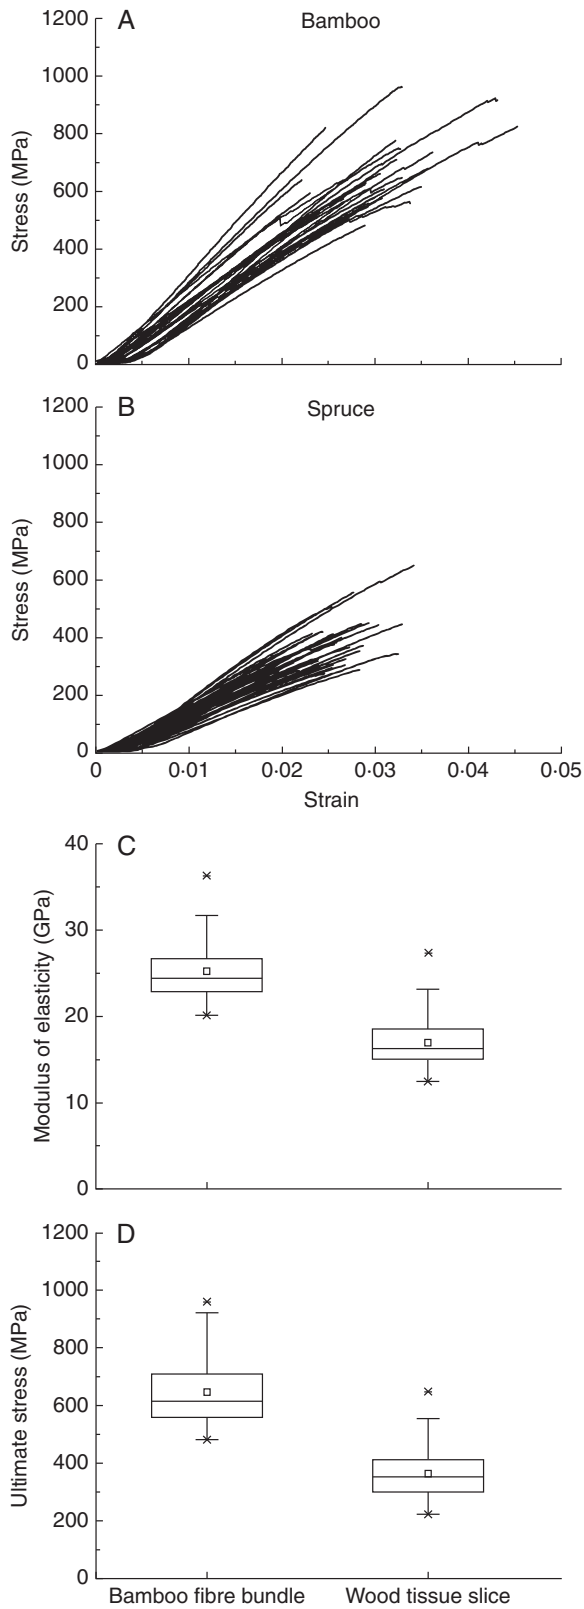 A
Bamboo
1200
1000
800
600
400
200
0
Stress (MPa)
B
Spruce
1200
1000
800
600
400
200
0
Stress (MPa)
0 0·01 0·02 0·03 0·04 0·05
Strain
C
40
30
20
10
0
Modulus of elasticity (GPa)
D
1200
1000
800
600
400
200
0
Ultimate stress (MPa)
Bamboo fibre bundle Wood tissue slice